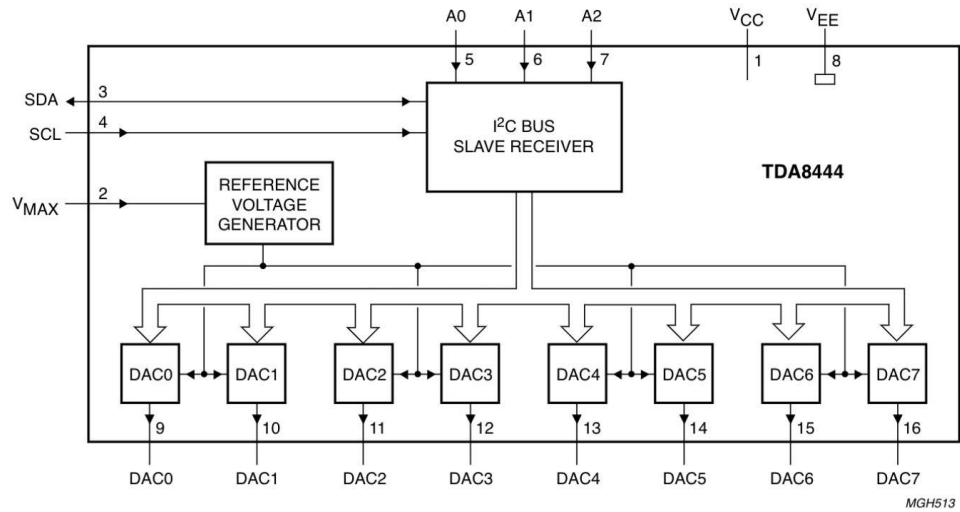 A0 A1 A2 VCC VEE
5 6 7 1 8
SDA 3
SCL 4
I²C BUS
SLAVE RECEIVER
TDA8444
VMAX 2
REFERENCE
VOLTAGE
GENERATOR
DAC0 DAC1 DAC2 DAC3 DAC4 DAC5 DAC6 DAC7
9 10 11 12 13 14 15 16
DAC0 DAC1 DAC2 DAC3 DAC4 DAC5 DAC6 DAC7
MGH513